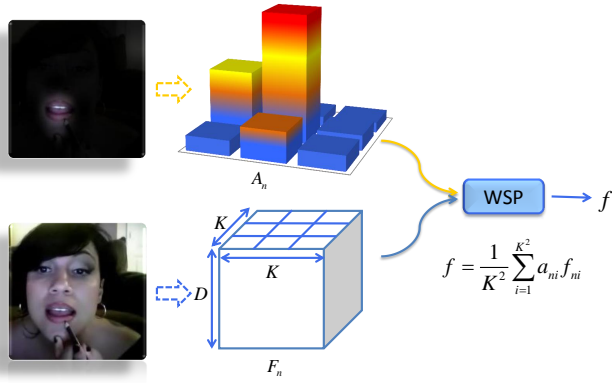 A_n
K
K
D
F_n
WSP
f
f = \frac{1}{K^2} \sum_{i=1}^{K^2} a_{ni} f_{ni}